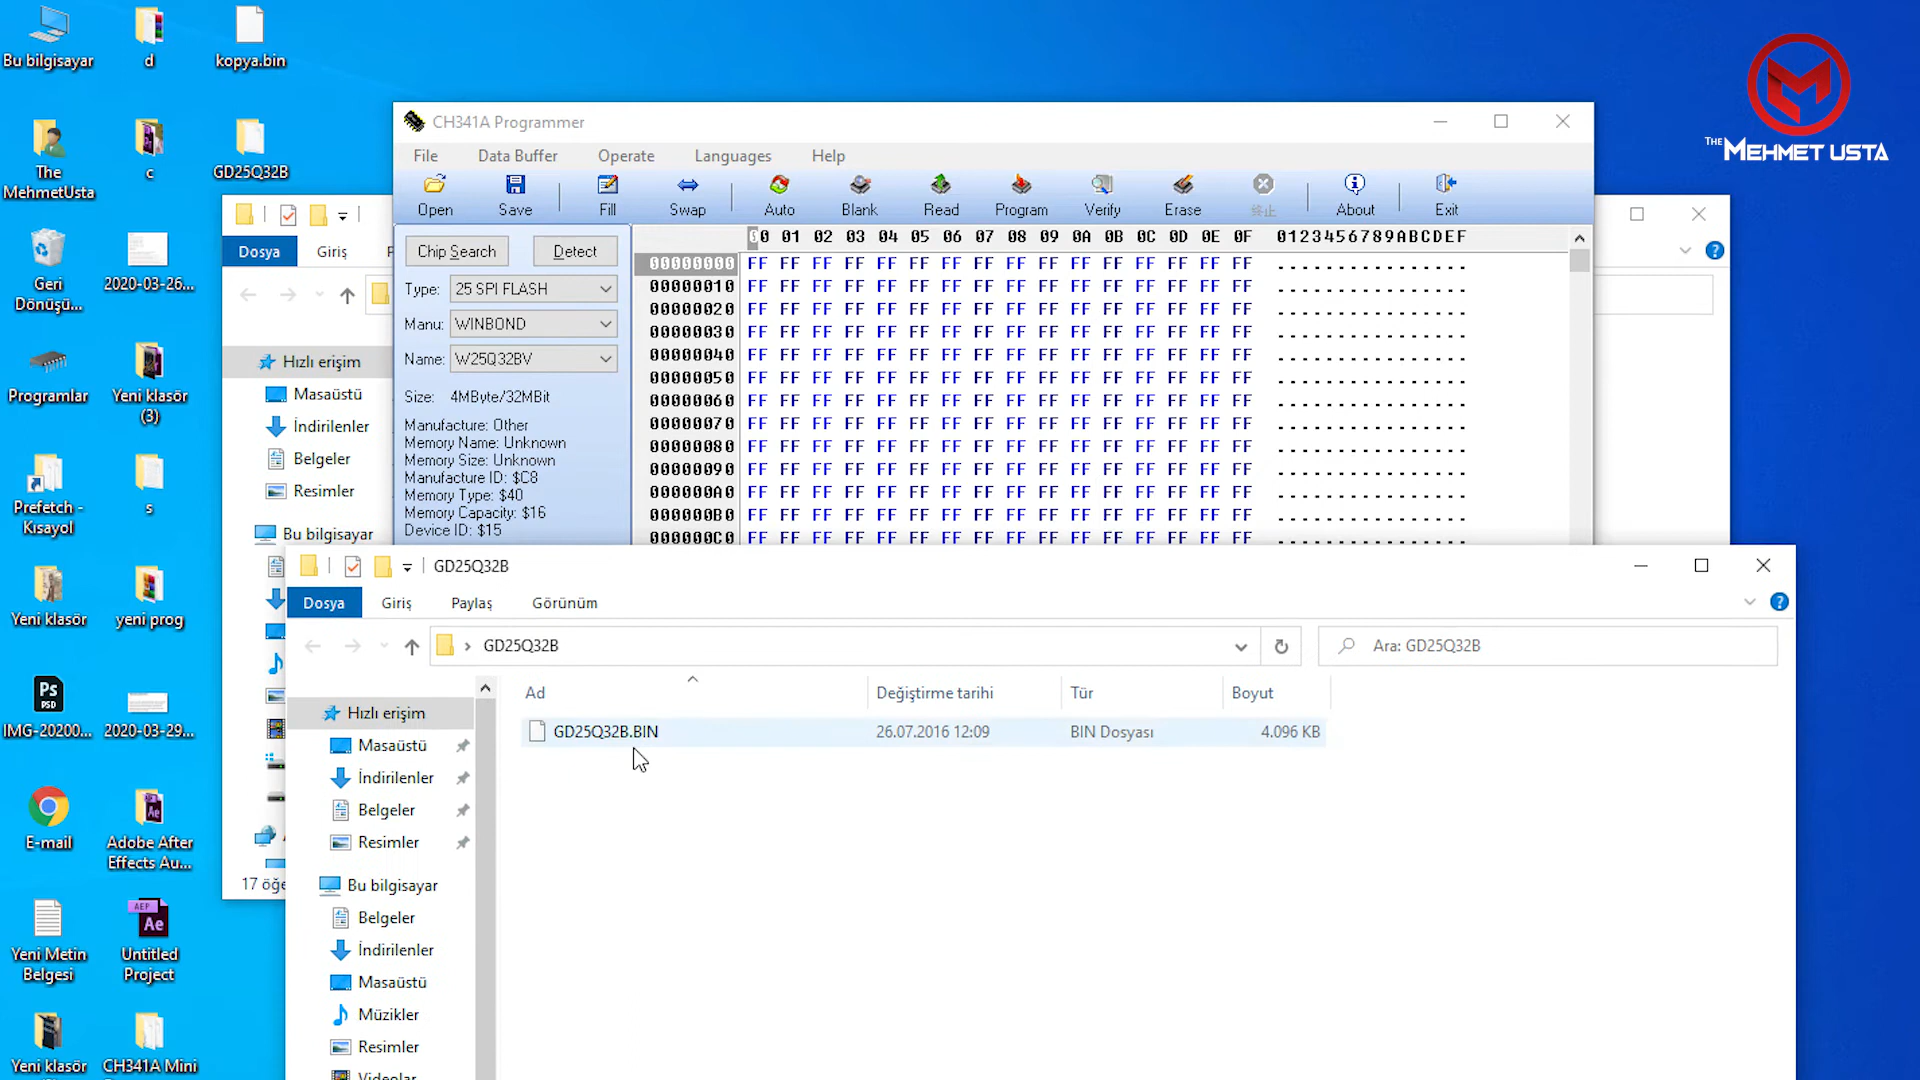 Bu bilgisayar
d
kopya.bin
The
MehmetUsta
c
GD25Q32B
Geri
Dönüşü...
2020-03-26...
Programlar
Yeni klasör
(3)
Prefetch -
Kısayol
s
Yeni klasör
yeni prog
IMG-20200...
2020-03-29...
E-mail
Adobe After
Effects Au...
Yeni Metin
Belgesi
Untitled
Project
Yeni klasör
CH341A Mini
THE MEHMET USTA
CH341A Programmer
File Data Buffer Operate Languages Help
Open Save Fill Swap Auto Blank Read Program Verify Erase 终止 About Exit
Chip Search Detect
Type: 25 SPI FLASH
Manu: WINBOND
Name: W25Q32BV
Size: 4MByte/32MBit
Manufacture: Other
Memory Name: Unknown
Memory Size: Unknown
Manufacture ID: $C8
Memory Type: $40
Memory Capacity: $16
Device ID: $15
00 01 02 03 04 05 06 07 08 09 0A 0B 0C 0D 0E 0F 0123456789ABCDEF
00000000 FF FF FF FF FF FF FF FF FF FF FF FF FF FF FF FF ................
00000010 FF FF FF FF FF FF FF FF FF FF FF FF FF FF FF FF ................
00000020 FF FF FF FF FF FF FF FF FF FF FF FF FF FF FF FF ................
00000030 FF FF FF FF FF FF FF FF FF FF FF FF FF FF FF FF ................
00000040 FF FF FF FF FF FF FF FF FF FF FF FF FF FF FF FF ................
00000050 FF FF FF FF FF FF FF FF FF FF FF FF FF FF FF FF ................
00000060 FF FF FF FF FF FF FF FF FF FF FF FF FF FF FF FF ................
00000070 FF FF FF FF FF FF FF FF FF FF FF FF FF FF FF FF ................
00000080 FF FF FF FF FF FF FF FF FF FF FF FF FF FF FF FF ................
00000090 FF FF FF FF FF FF FF FF FF FF FF FF FF FF FF FF ................
000000A0 FF FF FF FF FF FF FF FF FF FF FF FF FF FF FF FF ................
000000B0 FF FF FF FF FF FF FF FF FF FF FF FF FF FF FF FF ................
000000C0 FF FF FF FF FF FF FF FF FF FF FF FF FF FF FF FF ................
Dosya Giriş P
Hızlı erişim
Masaüstü
İndirilenler
Belgeler
Resimler
Bu bilgisayar
17 öğe
GD25Q32B
Dosya Giriş Paylaş Görünüm
GD25Q32B
Ara: GD25Q32B
Ad Değiştirme tarihi Tür Boyut
GD25Q32B.BIN 26.07.2016 12:09 BIN Dosyası 4.096 KB
Hızlı erişim
Masaüstü
İndirilenler
Belgeler
Resimler
Bu bilgisayar
Belgeler
İndirilenler
Masaüstü
Müzikler
Resimler
Videolar